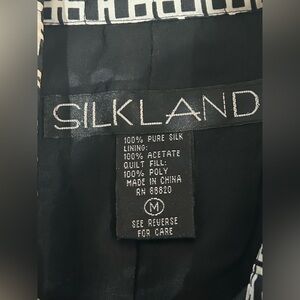 SILKLAND
100% PURE SILK
LINING:
100% ACETATE
QUILT FILL:
100% POLY
MADE IN CHINA
RN 88820
M
SEE REVERSE
FOR CARE